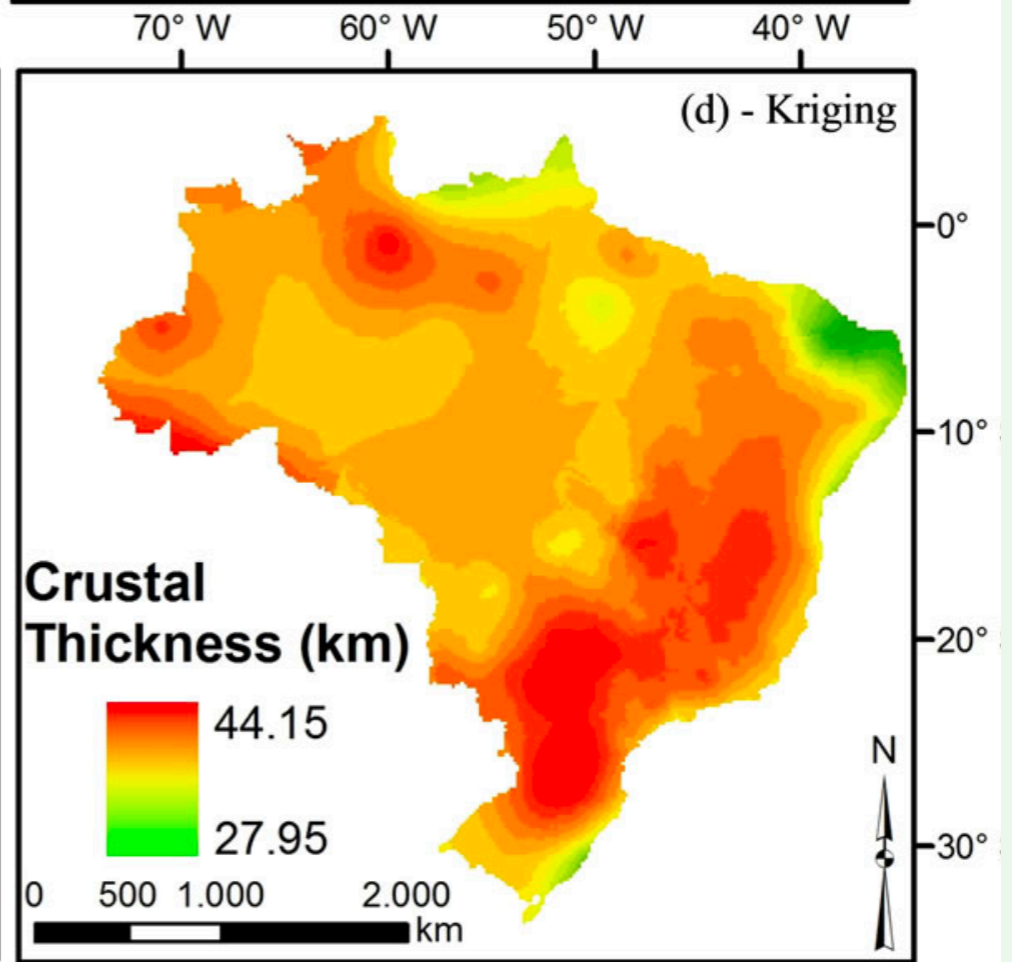 70° W 60° W 50° W 40° W
(d) - Kriging
0°
10°
Crustal
Thickness (km)
20°
44.15
N
27.95
30°
0 500 1.000 2.000
km